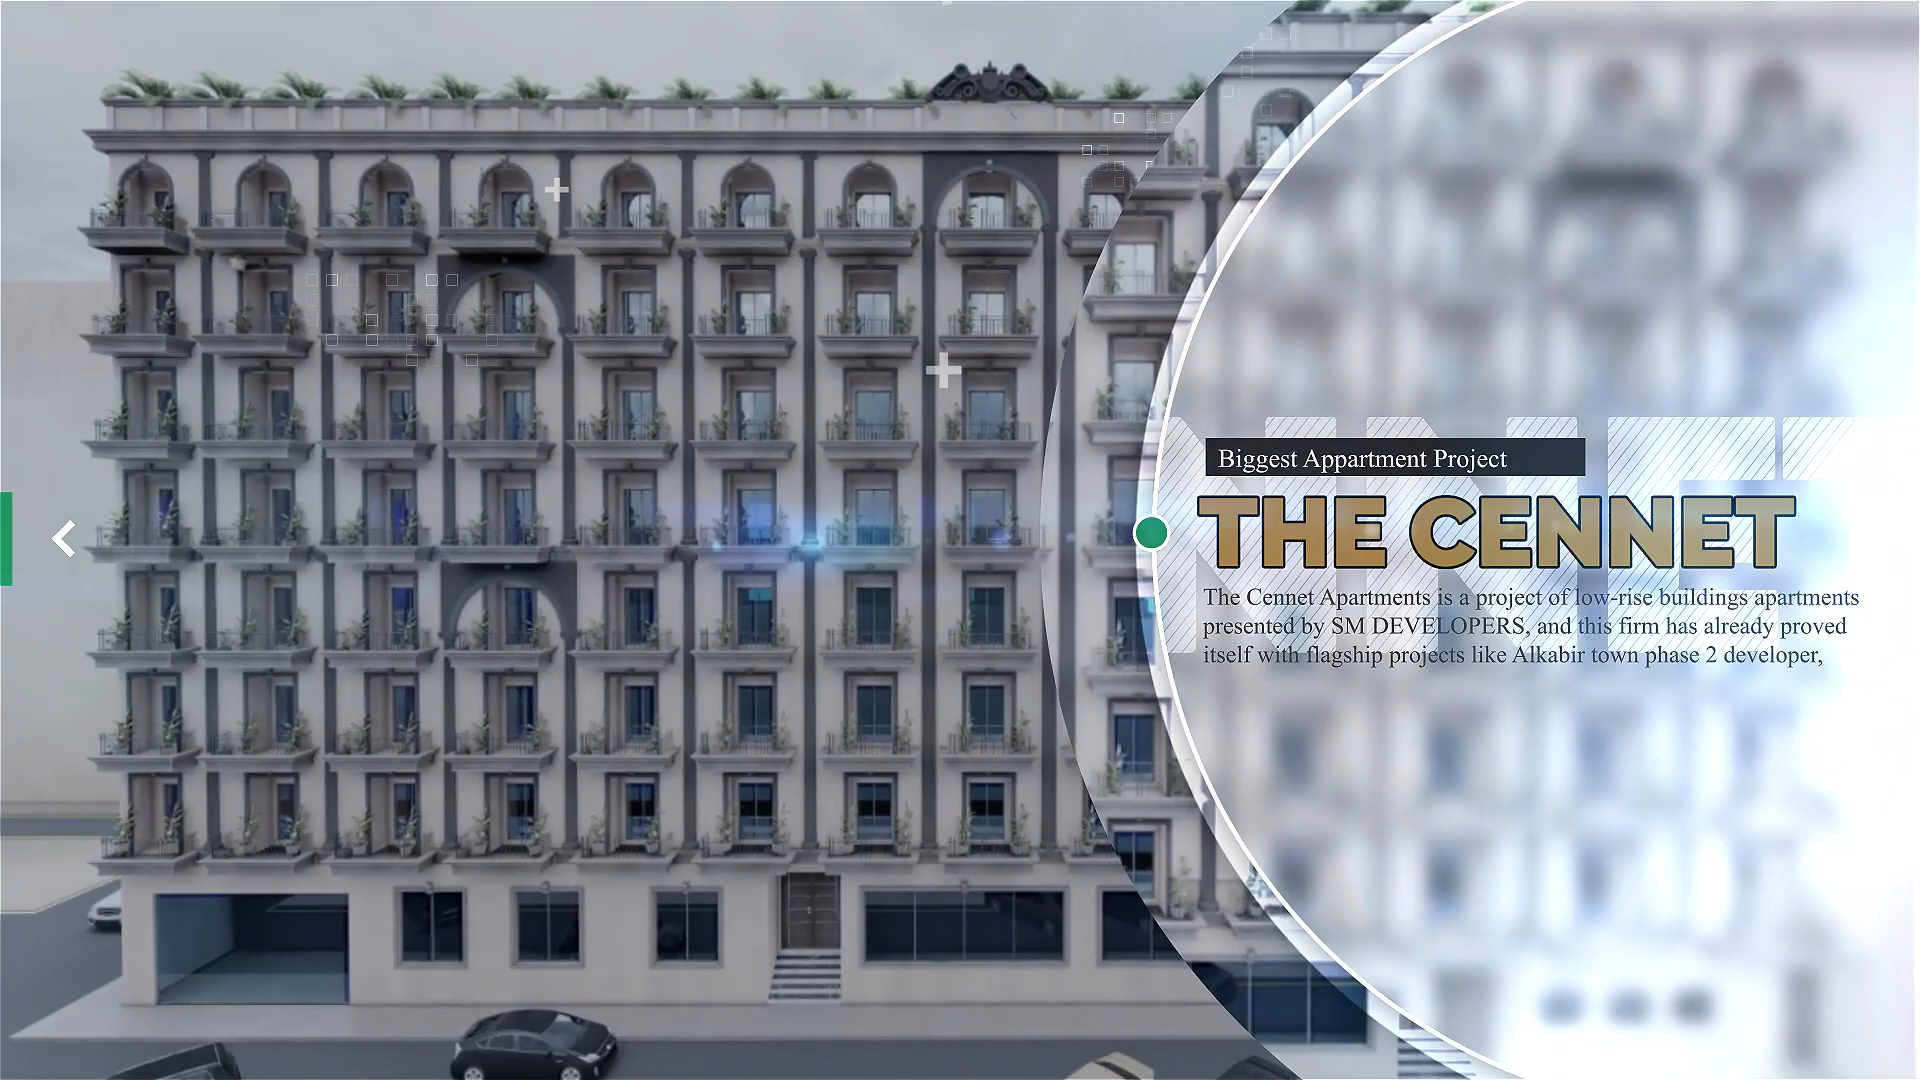 Biggest Appartment Project
THE CENNET
The Cennet Apartments is a project of low-rise buildings apartments
presented by SM DEVELOPERS, and this firm has already proved
itself with flagship projects like Alkabir town phase 2 developer,